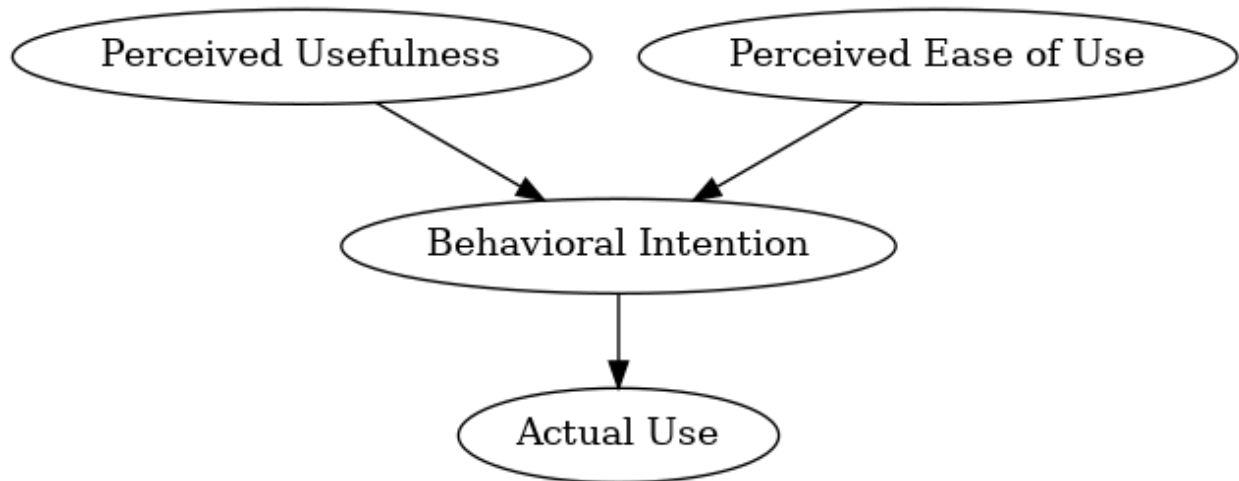 Perceived Usefulness
Perceived Ease of Use
Behavioral Intention
Actual Use